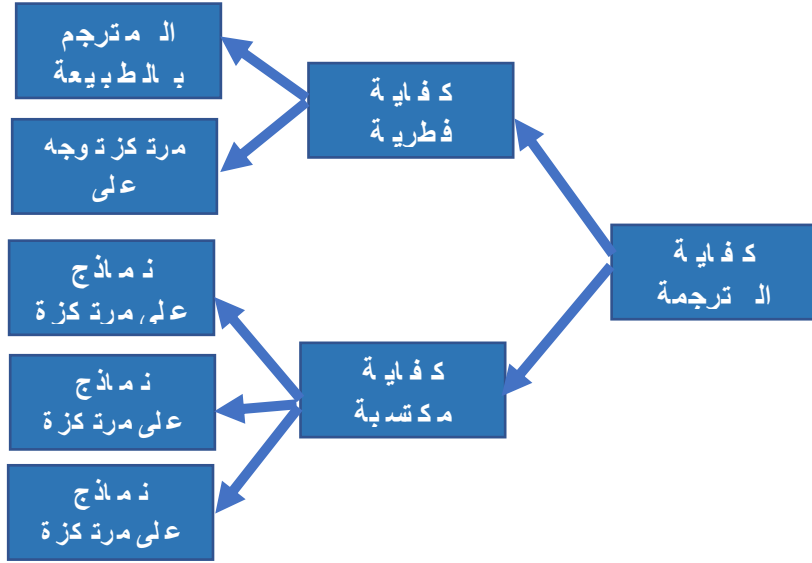 كفاية
الترجمة
كفاية
فطرية
المترجم
بالطبيعة
مرتكز توجه
على
كفاية
مكتسبة
نماذج
على مرتكزة
نماذج
على مرتكزة
نماذج
على مرتكزة